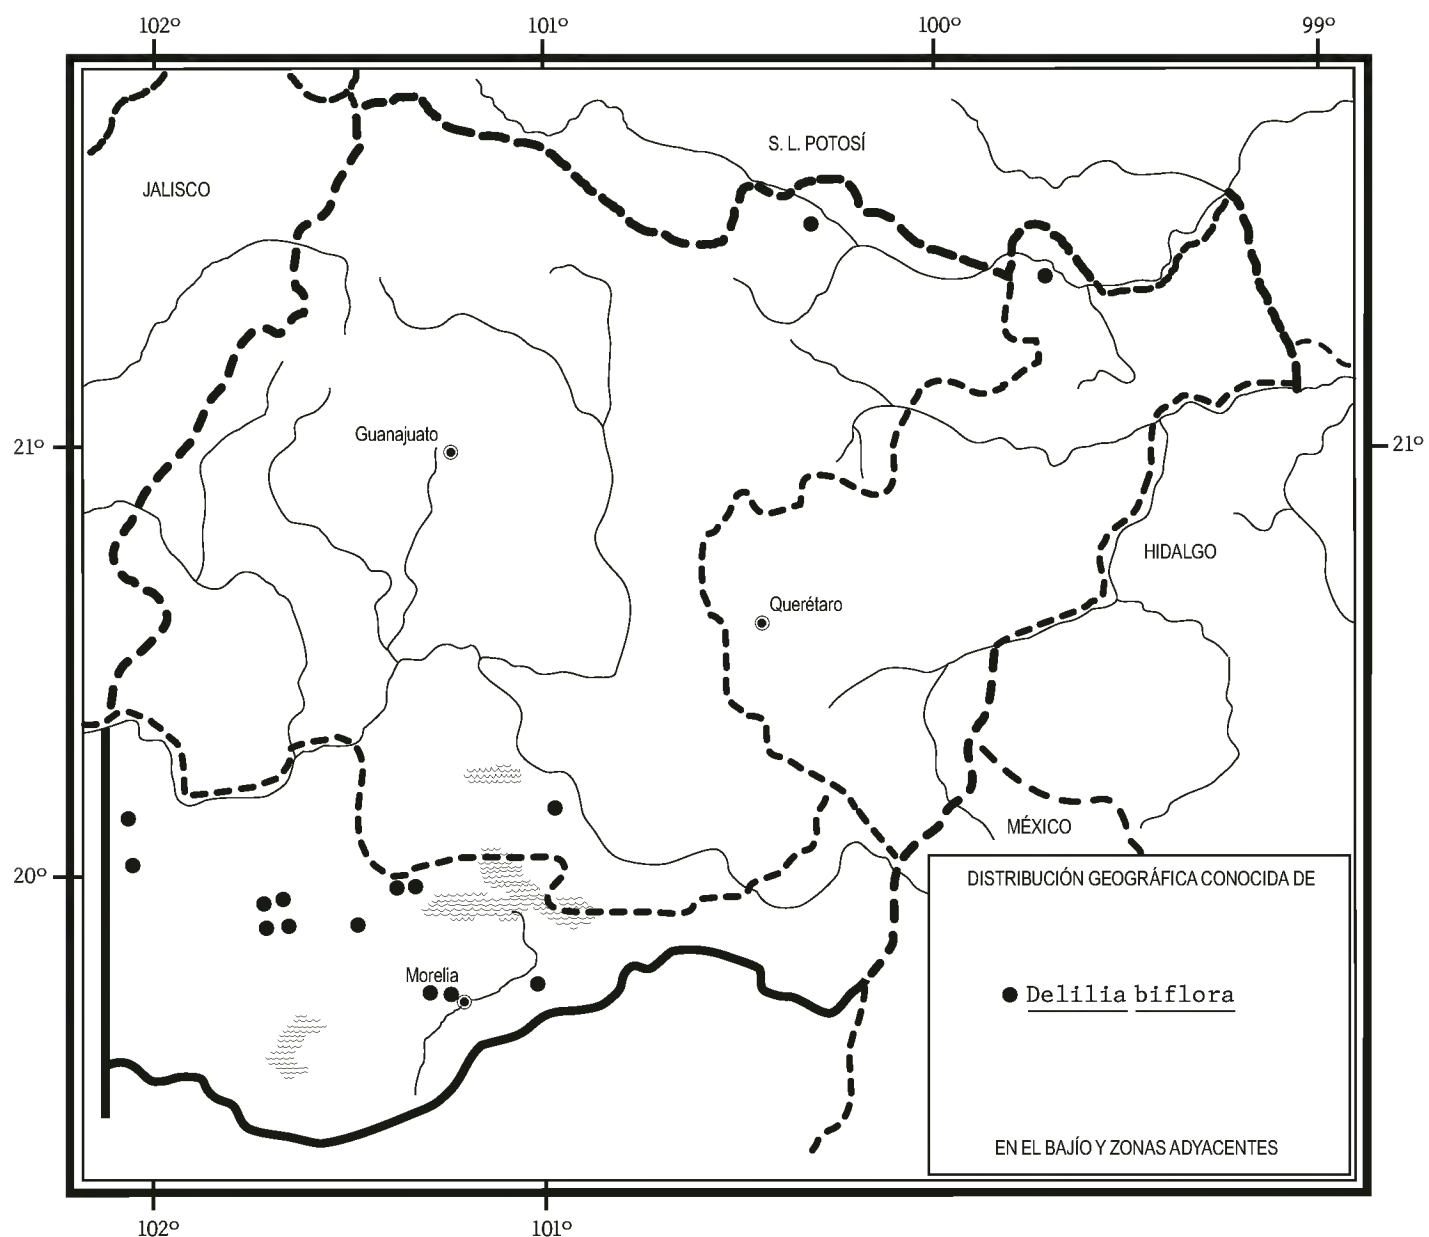 102º 101º 100º 99º
S. L. POTOSÍ
JALISCO
Guanajuato
21º 21º
HIDALGO
Querétaro
MÉXICO
20º
DISTRIBUCIÓN GEOGRÁFICA CONOCIDA DE
Morelia
Delilia biflora
EN EL BAJÍO Y ZONAS ADYACENTES
102º 101º